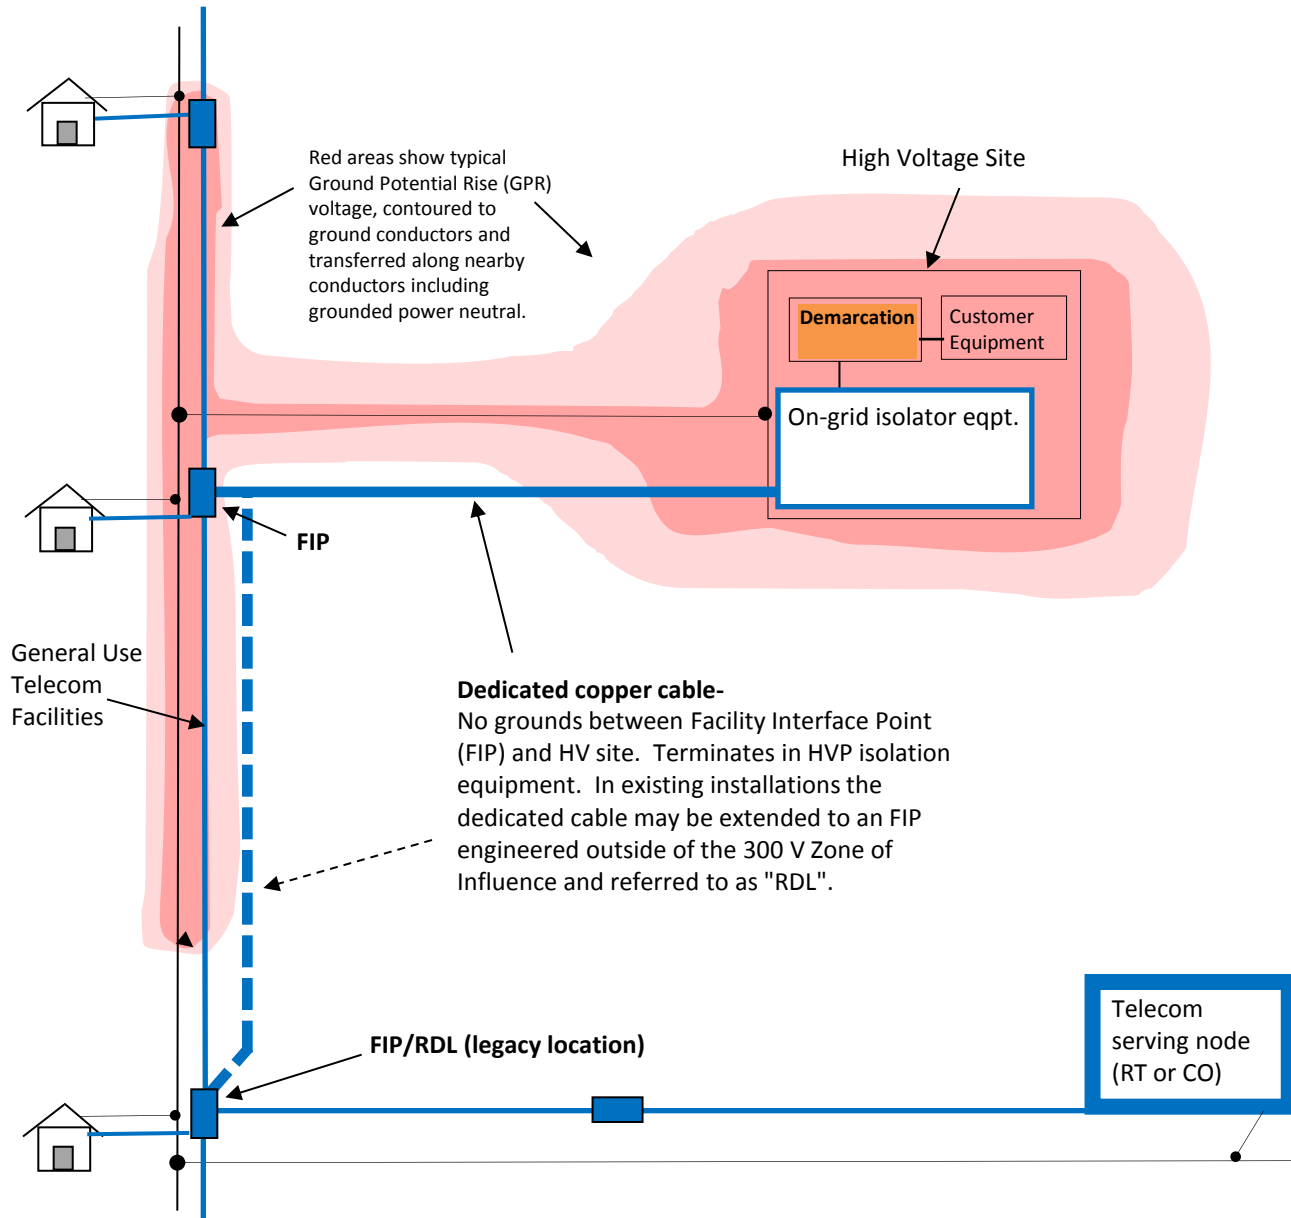 Red areas show typical
Ground Potential Rise (GPR)
voltage, contoured to
ground conductors and
transferred along nearby
conductors including
grounded power neutral.
High Voltage Site
Demarcation
Customer
Equipment
On-grid isolator eqpt.
FIP
General Use
Telecom
Facilities
Dedicated copper cable-
No grounds between Facility Interface Point
(FIP) and HV site.  Terminates in HVP isolation
equipment.  In existing installations the
dedicated cable may be extended to an FIP
engineered outside of the 300 V Zone of
Influence and referred to as "RDL".
FIP/RDL (legacy location)
Telecom
serving node
(RT or CO)